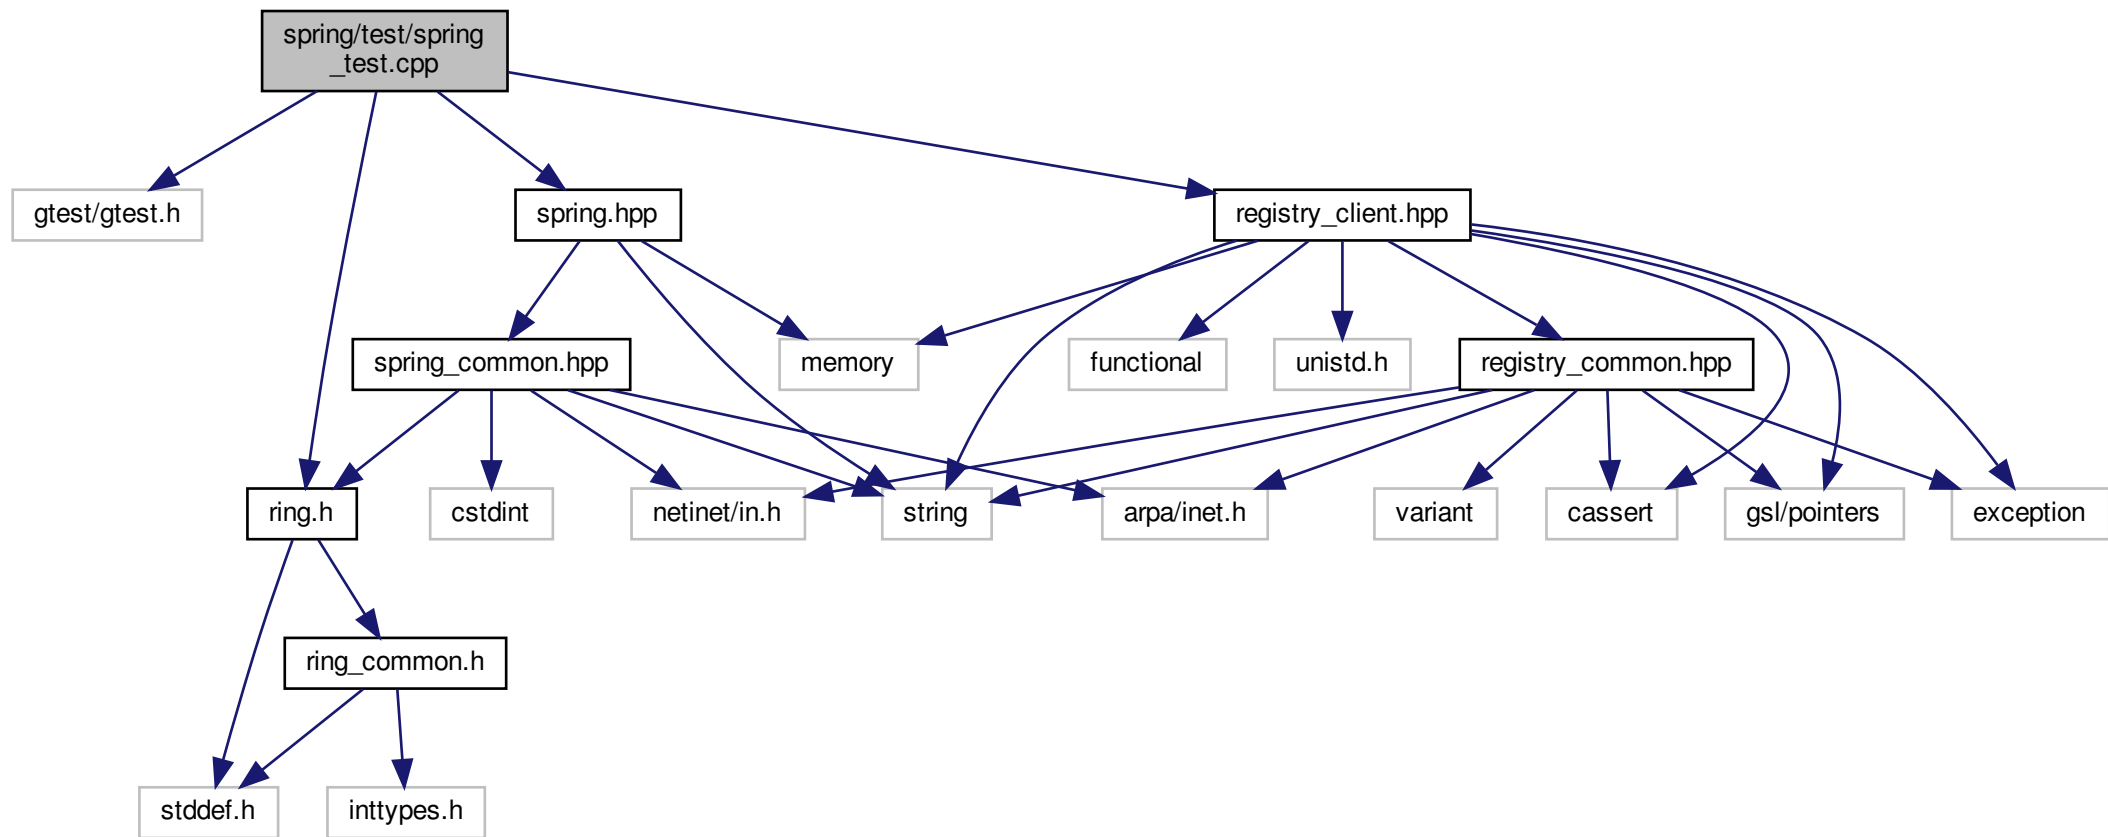 spring/test/spring
_test.cpp
gtest/gtest.h
spring.hpp
registry_client.hpp
spring_common.hpp
memory
functional
unistd.h
registry_common.hpp
ring.h
cstdint
netinet/in.h
string
arpa/inet.h
variant
cassert
gsl/pointers
exception
ring_common.h
stddef.h
inttypes.h